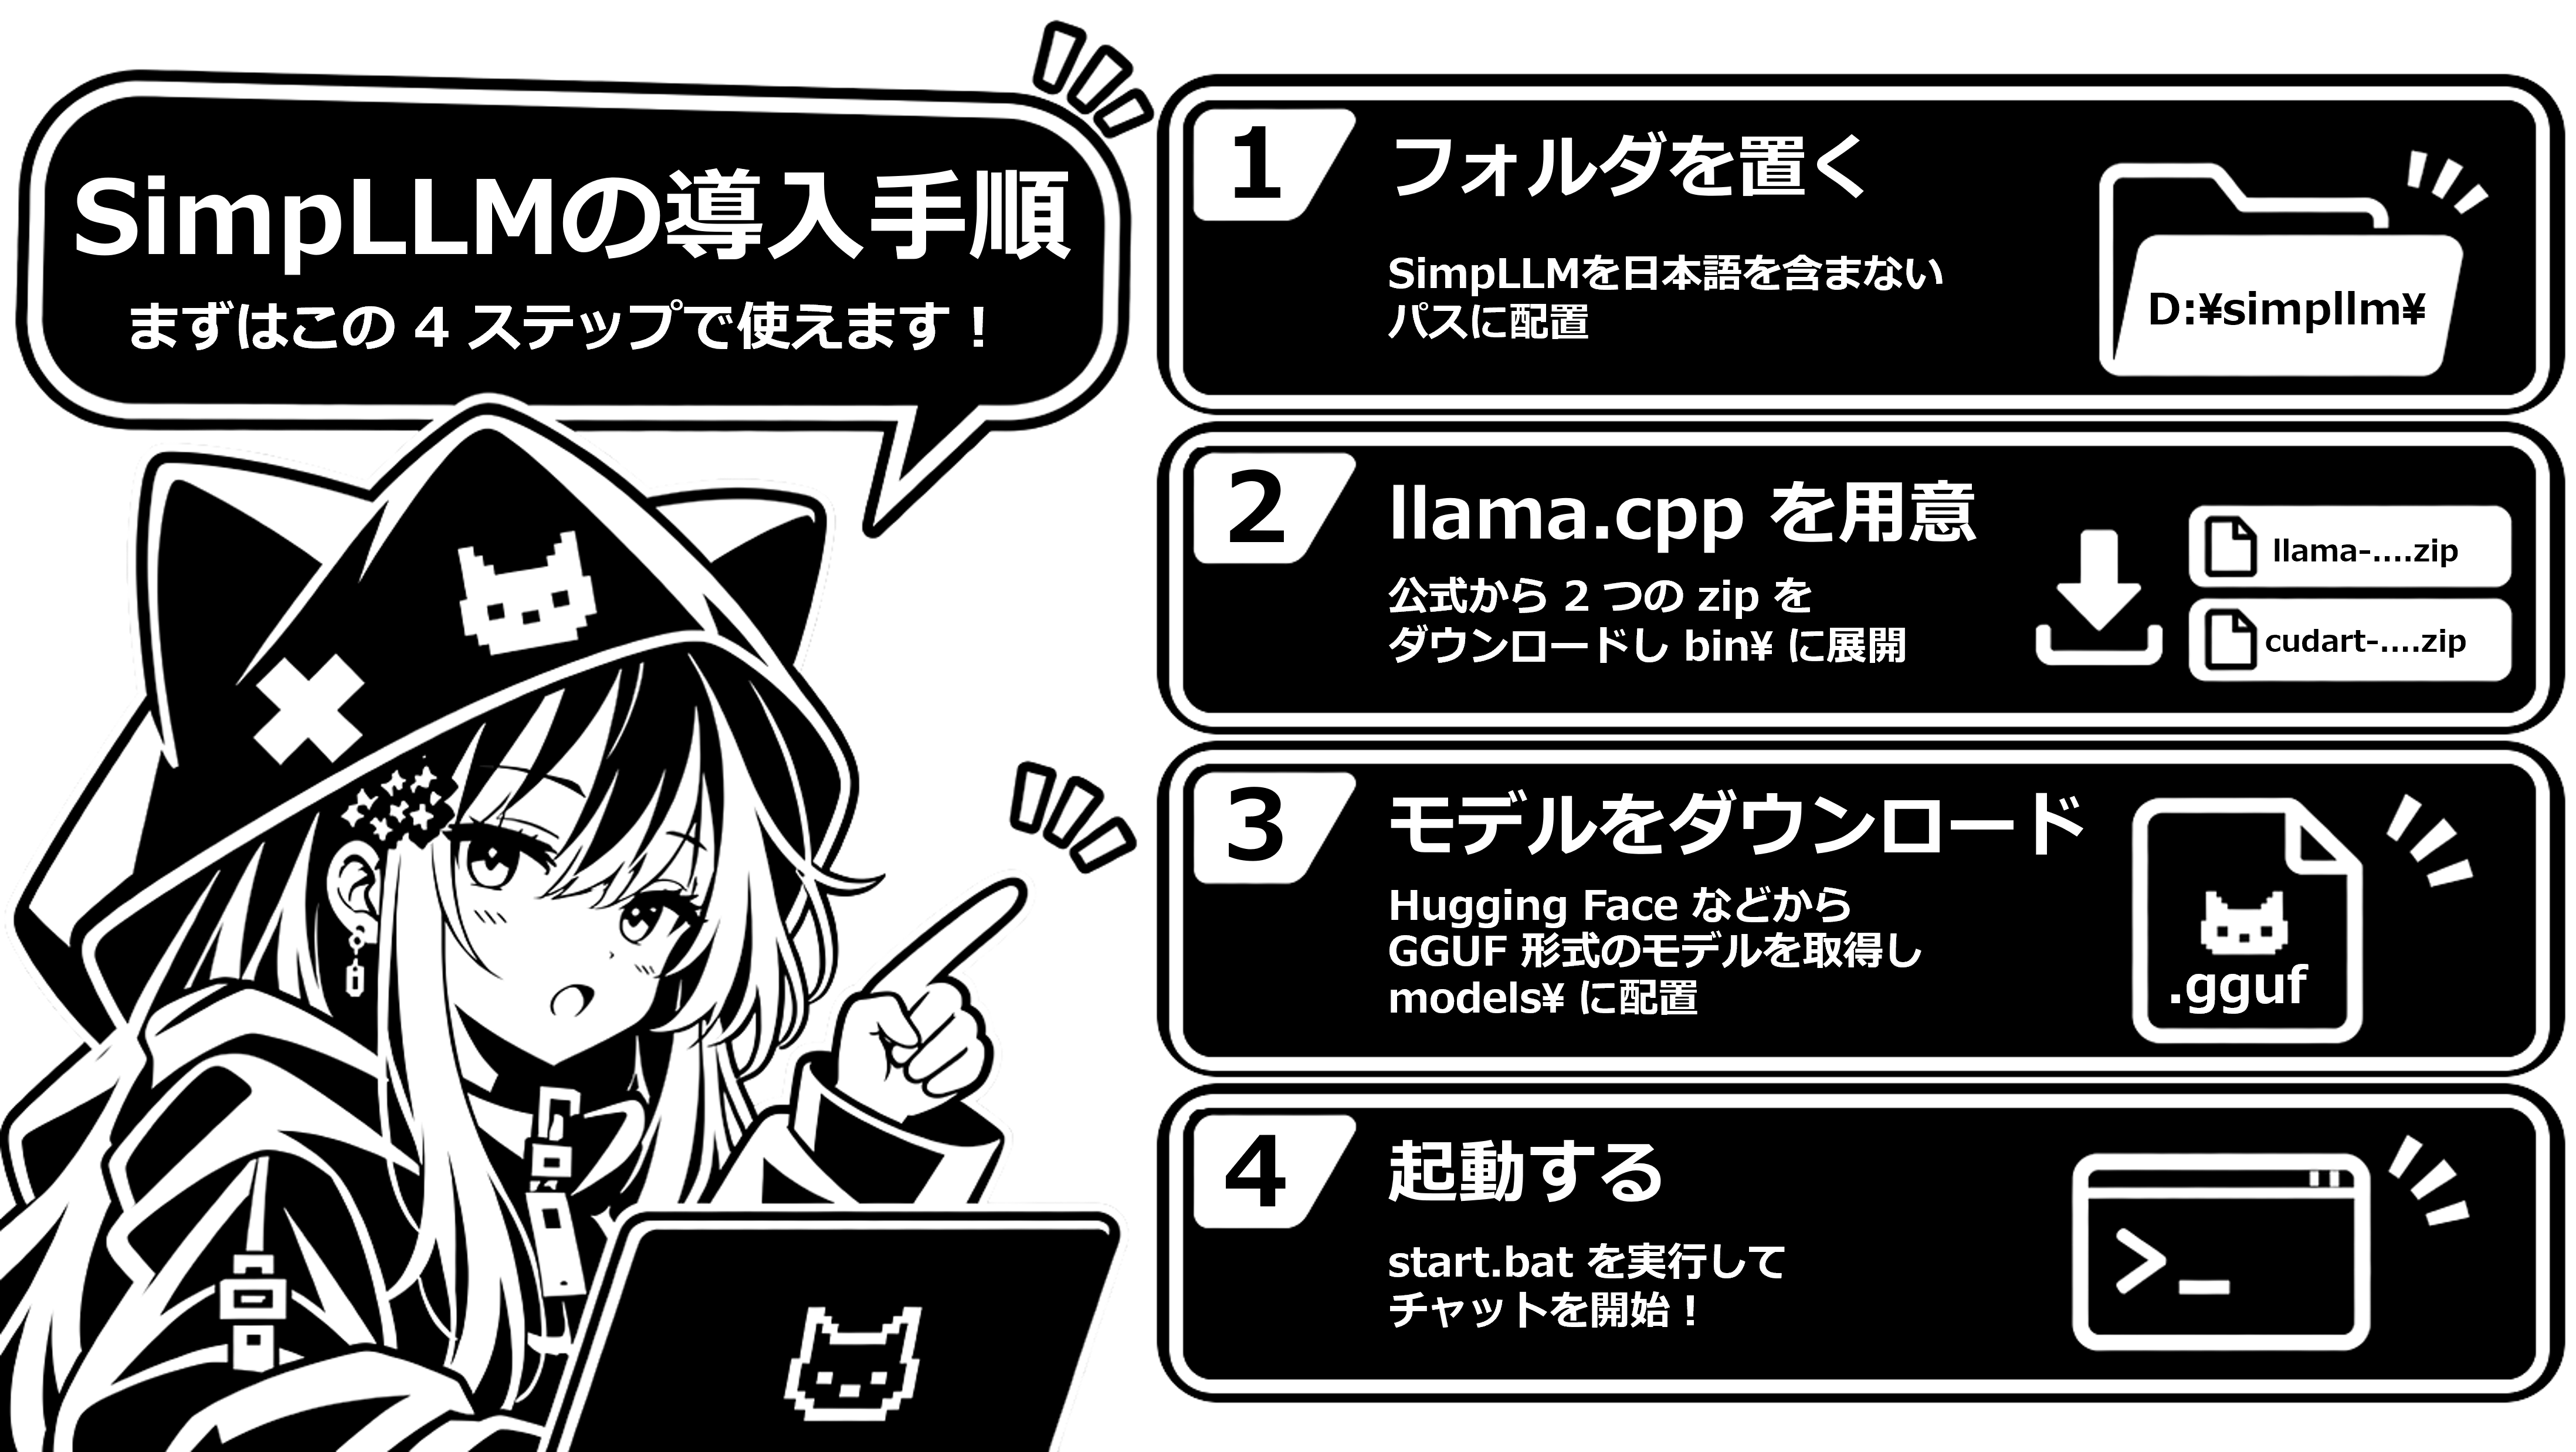 SimpLLMの導入手順
まずはこの 4 ステップで使えます！
1
フォルダを置く
SimpLLMを日本語を含まない
パスに配置
D:¥simpllm¥
2
llama.cpp を用意
公式から 2 つの zip を
ダウンロードし bin¥ に展開
llama-....zip
cudart-....zip
3
モデルをダウンロード
Hugging Face などから
GGUF 形式のモデルを取得し
models¥ に配置
.gguf
4
起動する
start.bat を実行して
チャットを開始！
>_